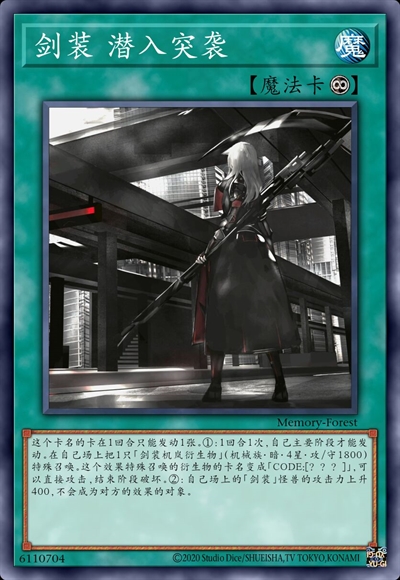 剑装 潜入突袭
魔
【魔法卡
Memory-Forest
这个卡名的卡在1回合只能发动1张。①:1回合1次,自己主要阶段才能发
动。在自己场上把1只「剑装机岚衍生物」(机械族·暗·4星·攻/守1800)
特殊召唤。这个效果特殊召唤的衍生物的卡名变成「CODE:[? ? ?]」,可
以直接攻击,结束阶段破坏。②:自己场上的「剑装」怪兽的攻击力上升
400,不会成为对方的效果的对象。
6110704
©2020 Studio Dice/SHUEISHA,TV TOKYO,KONAMI